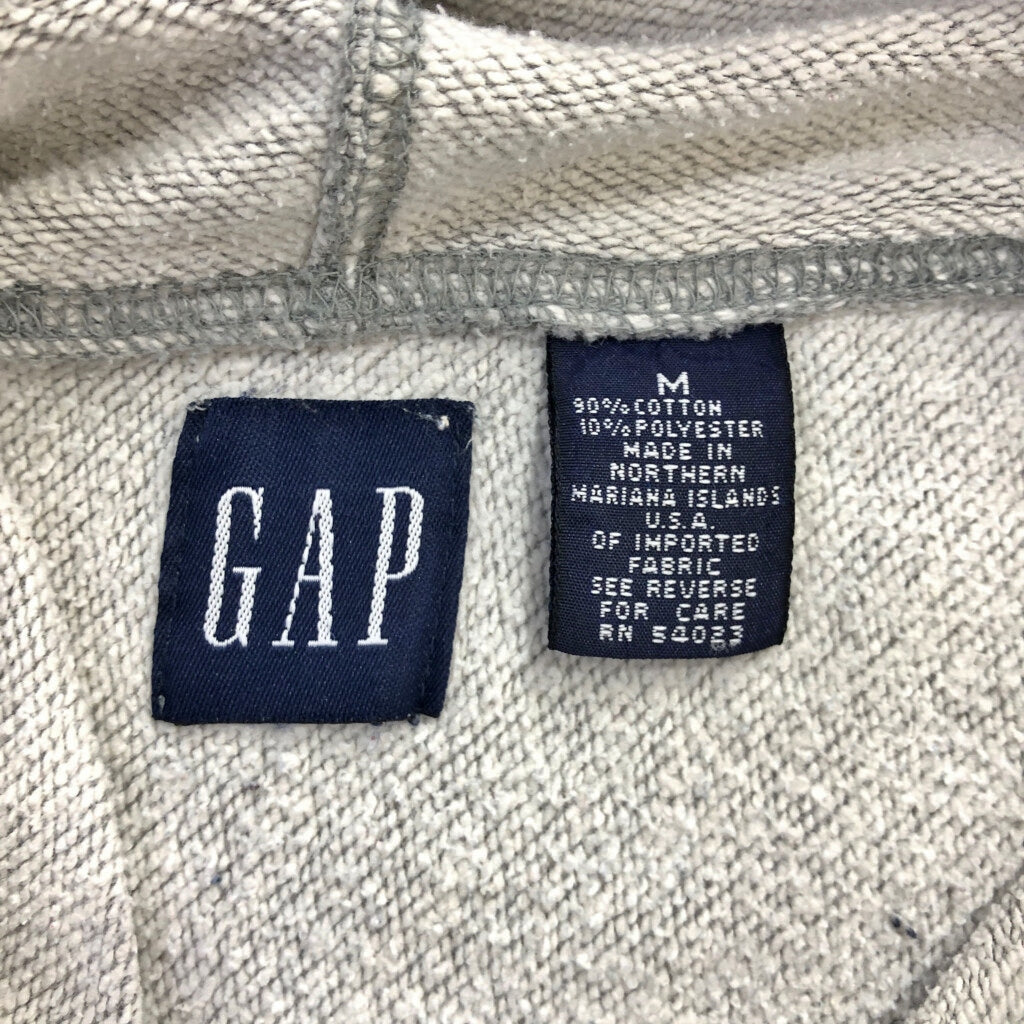 GAP
M
90% COTTON
10% POLYESTER
MADE IN
NORTHERN
MARIANA ISLANDS
U.S.A.
OF IMPORTED
FABRIC
SEE REVERSE
FOR CARE
RN 54023